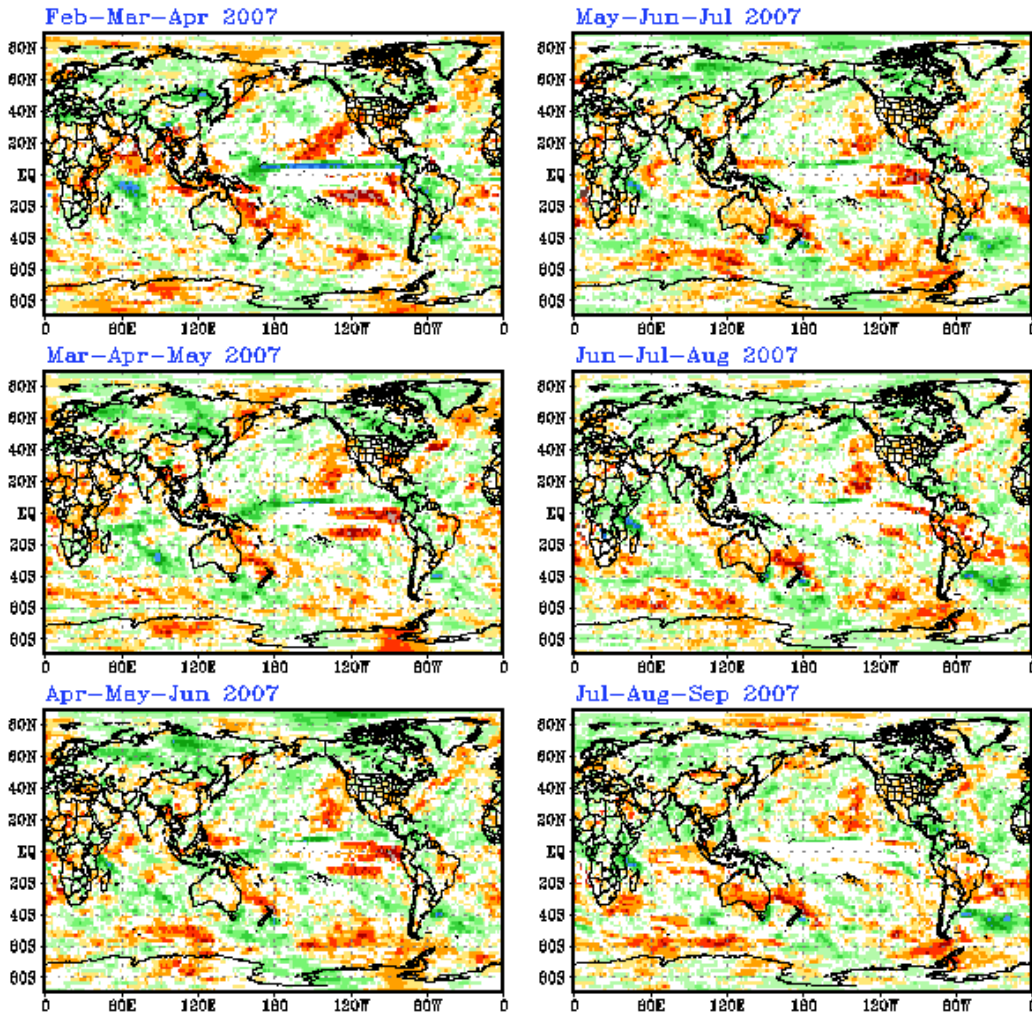 Feb-Mar-Apr 2007
80N
60N
40N
20N
EQ
20S
40S
60S
80S
0 60E 120E 180 120W 60W 0
May-Jun-Jul 2007
80N
60N
40N
20N
EQ
20S
40S
60S
80S
0 60E 120E 180 120W 60W 0
Mar-Apr-May 2007
80N
60N
40N
20N
EQ
20S
40S
60S
80S
0 60E 120E 180 120W 60W 0
Jun-Jul-Aug 2007
80N
60N
40N
20N
EQ
20S
40S
60S
80S
0 60E 120E 180 120W 60W 0
Apr-May-Jun 2007
80N
60N
40N
20N
EQ
20S
40S
60S
80S
0 60E 120E 180 120W 60W 0
Jul-Aug-Sep 2007
80N
60N
40N
20N
EQ
20S
40S
60S
80S
0 60E 120E 180 120W 60W 0